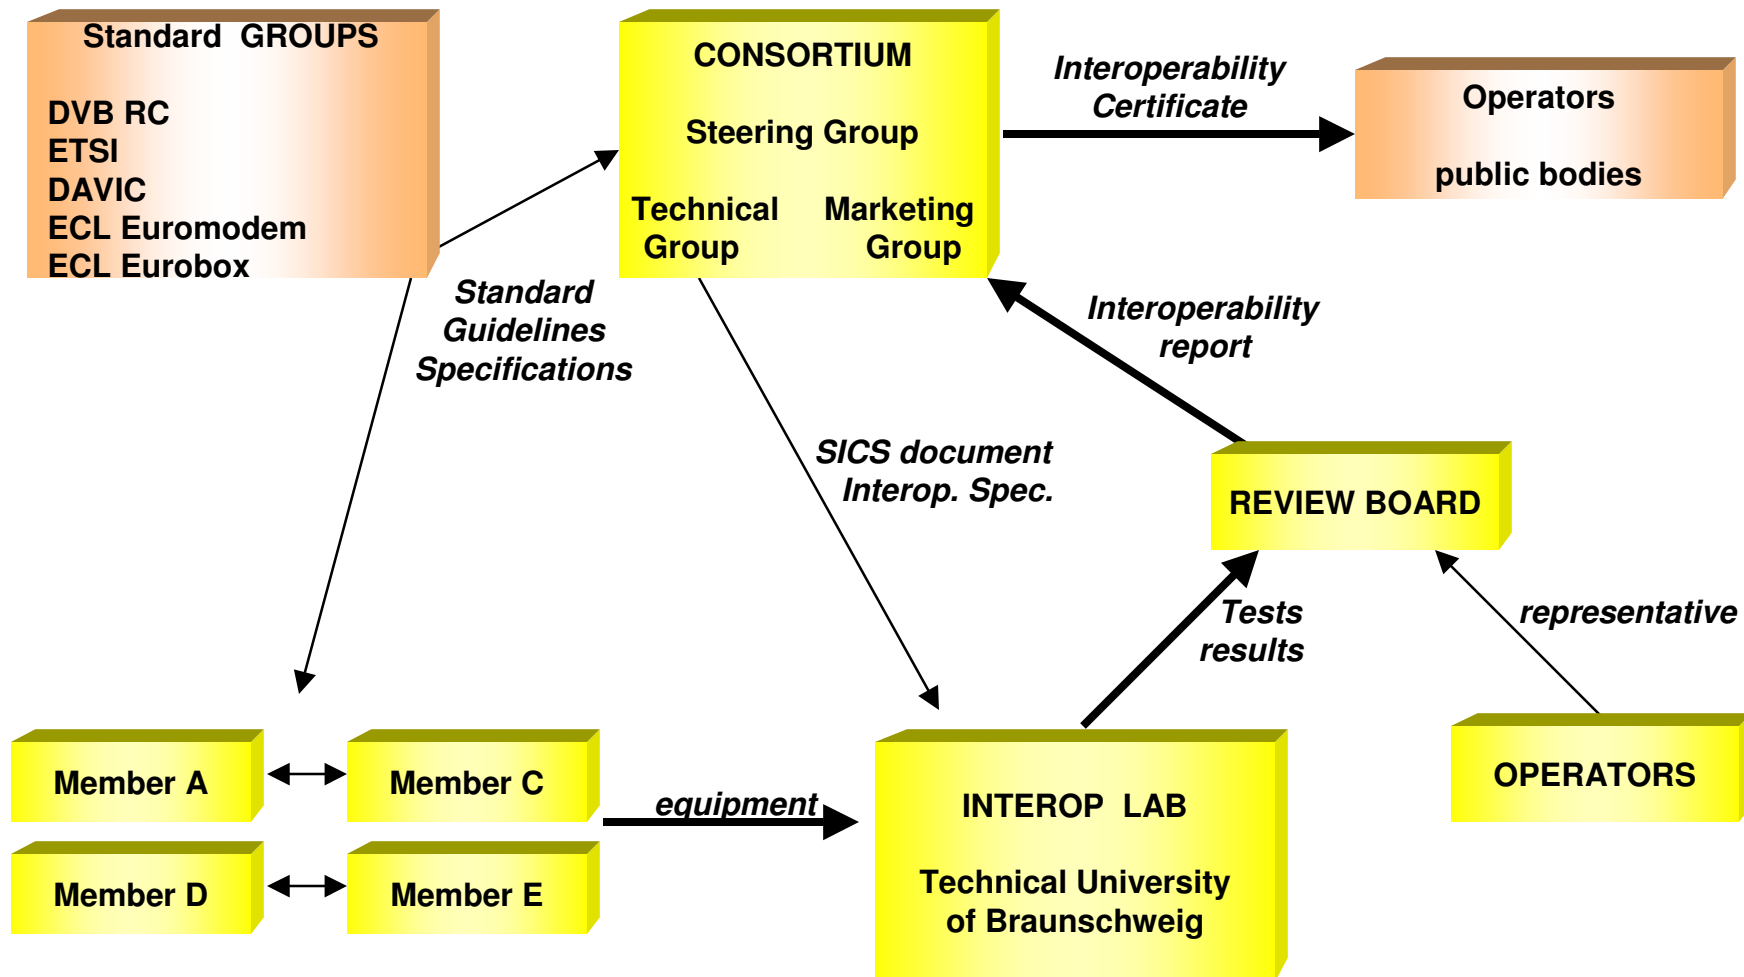 Standard GROUPS
DVB RC
ETSI
DAVIC
ECL Euromodem
ECL Eurobox
CONSORTIUM
Steering Group
Technical Group
Marketing Group
Interoperability
Certificate
Operators
public bodies
Standard
Guidelines
Specifications
Interoperability
report
SICS document
Interop. Spec.
REVIEW BOARD
Tests
results
representative
Member A
Member C
Member D
Member E
equipment
INTEROP LAB
Technical University
of Braunschweig
OPERATORS